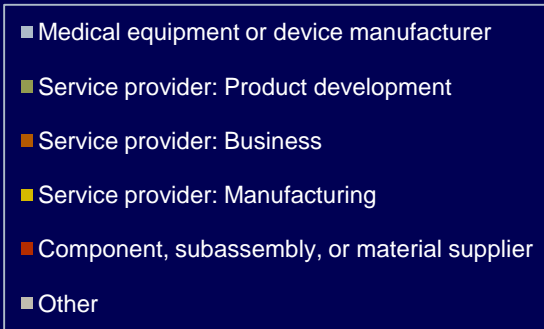 Medical equipment or device manufacturer
Service provider: Product development
Service provider: Business
Service provider: Manufacturing
Component, subassembly, or material supplier
Other